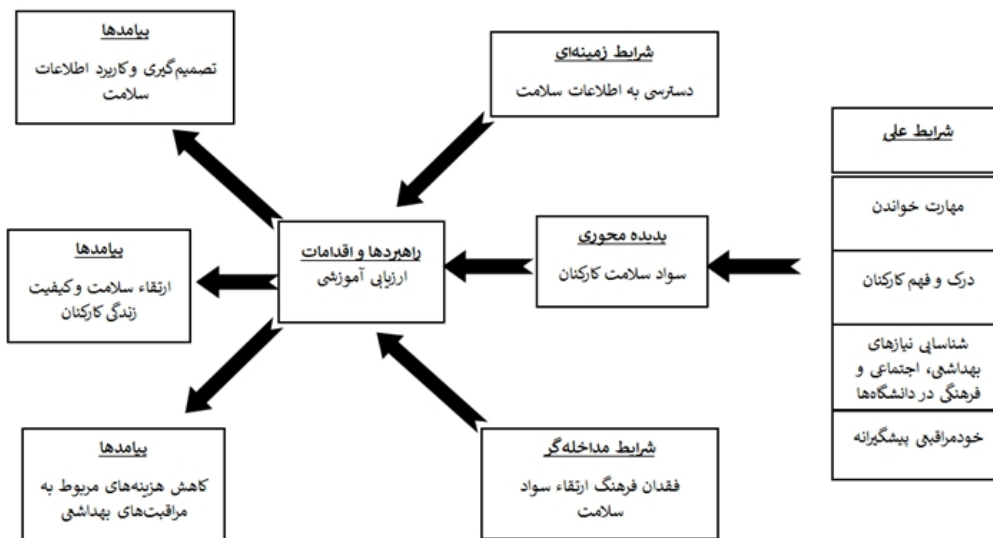 شرایط علی
مهارت خواندن
درک و فهم کارکنان
شناسایی نیازهای
بهداشتی، اجتماعی و
فرهنگی در دانشگاه‌ها
خودمراقبتی پیشگیرانه
شرایط زمینه‌ای
دسترسی به اطلاعات سلامت
پدیده محوری
سواد سلامت کارکنان
شرایط مداخله‌گر
فقدان فرهنگ ارتقاء سواد
سلامت
راهبردها و اقدامات
ارزیابی آموزشی
پیامدها
تصمیم‌گیری و کاربرد اطلاعات
سلامت
پیامدها
ارتقاء سلامت و کیفیت
زندگی کارکنان
پیامدها
کاهش هزینه‌های مربوط به
مراقبت‌های بهداشتی